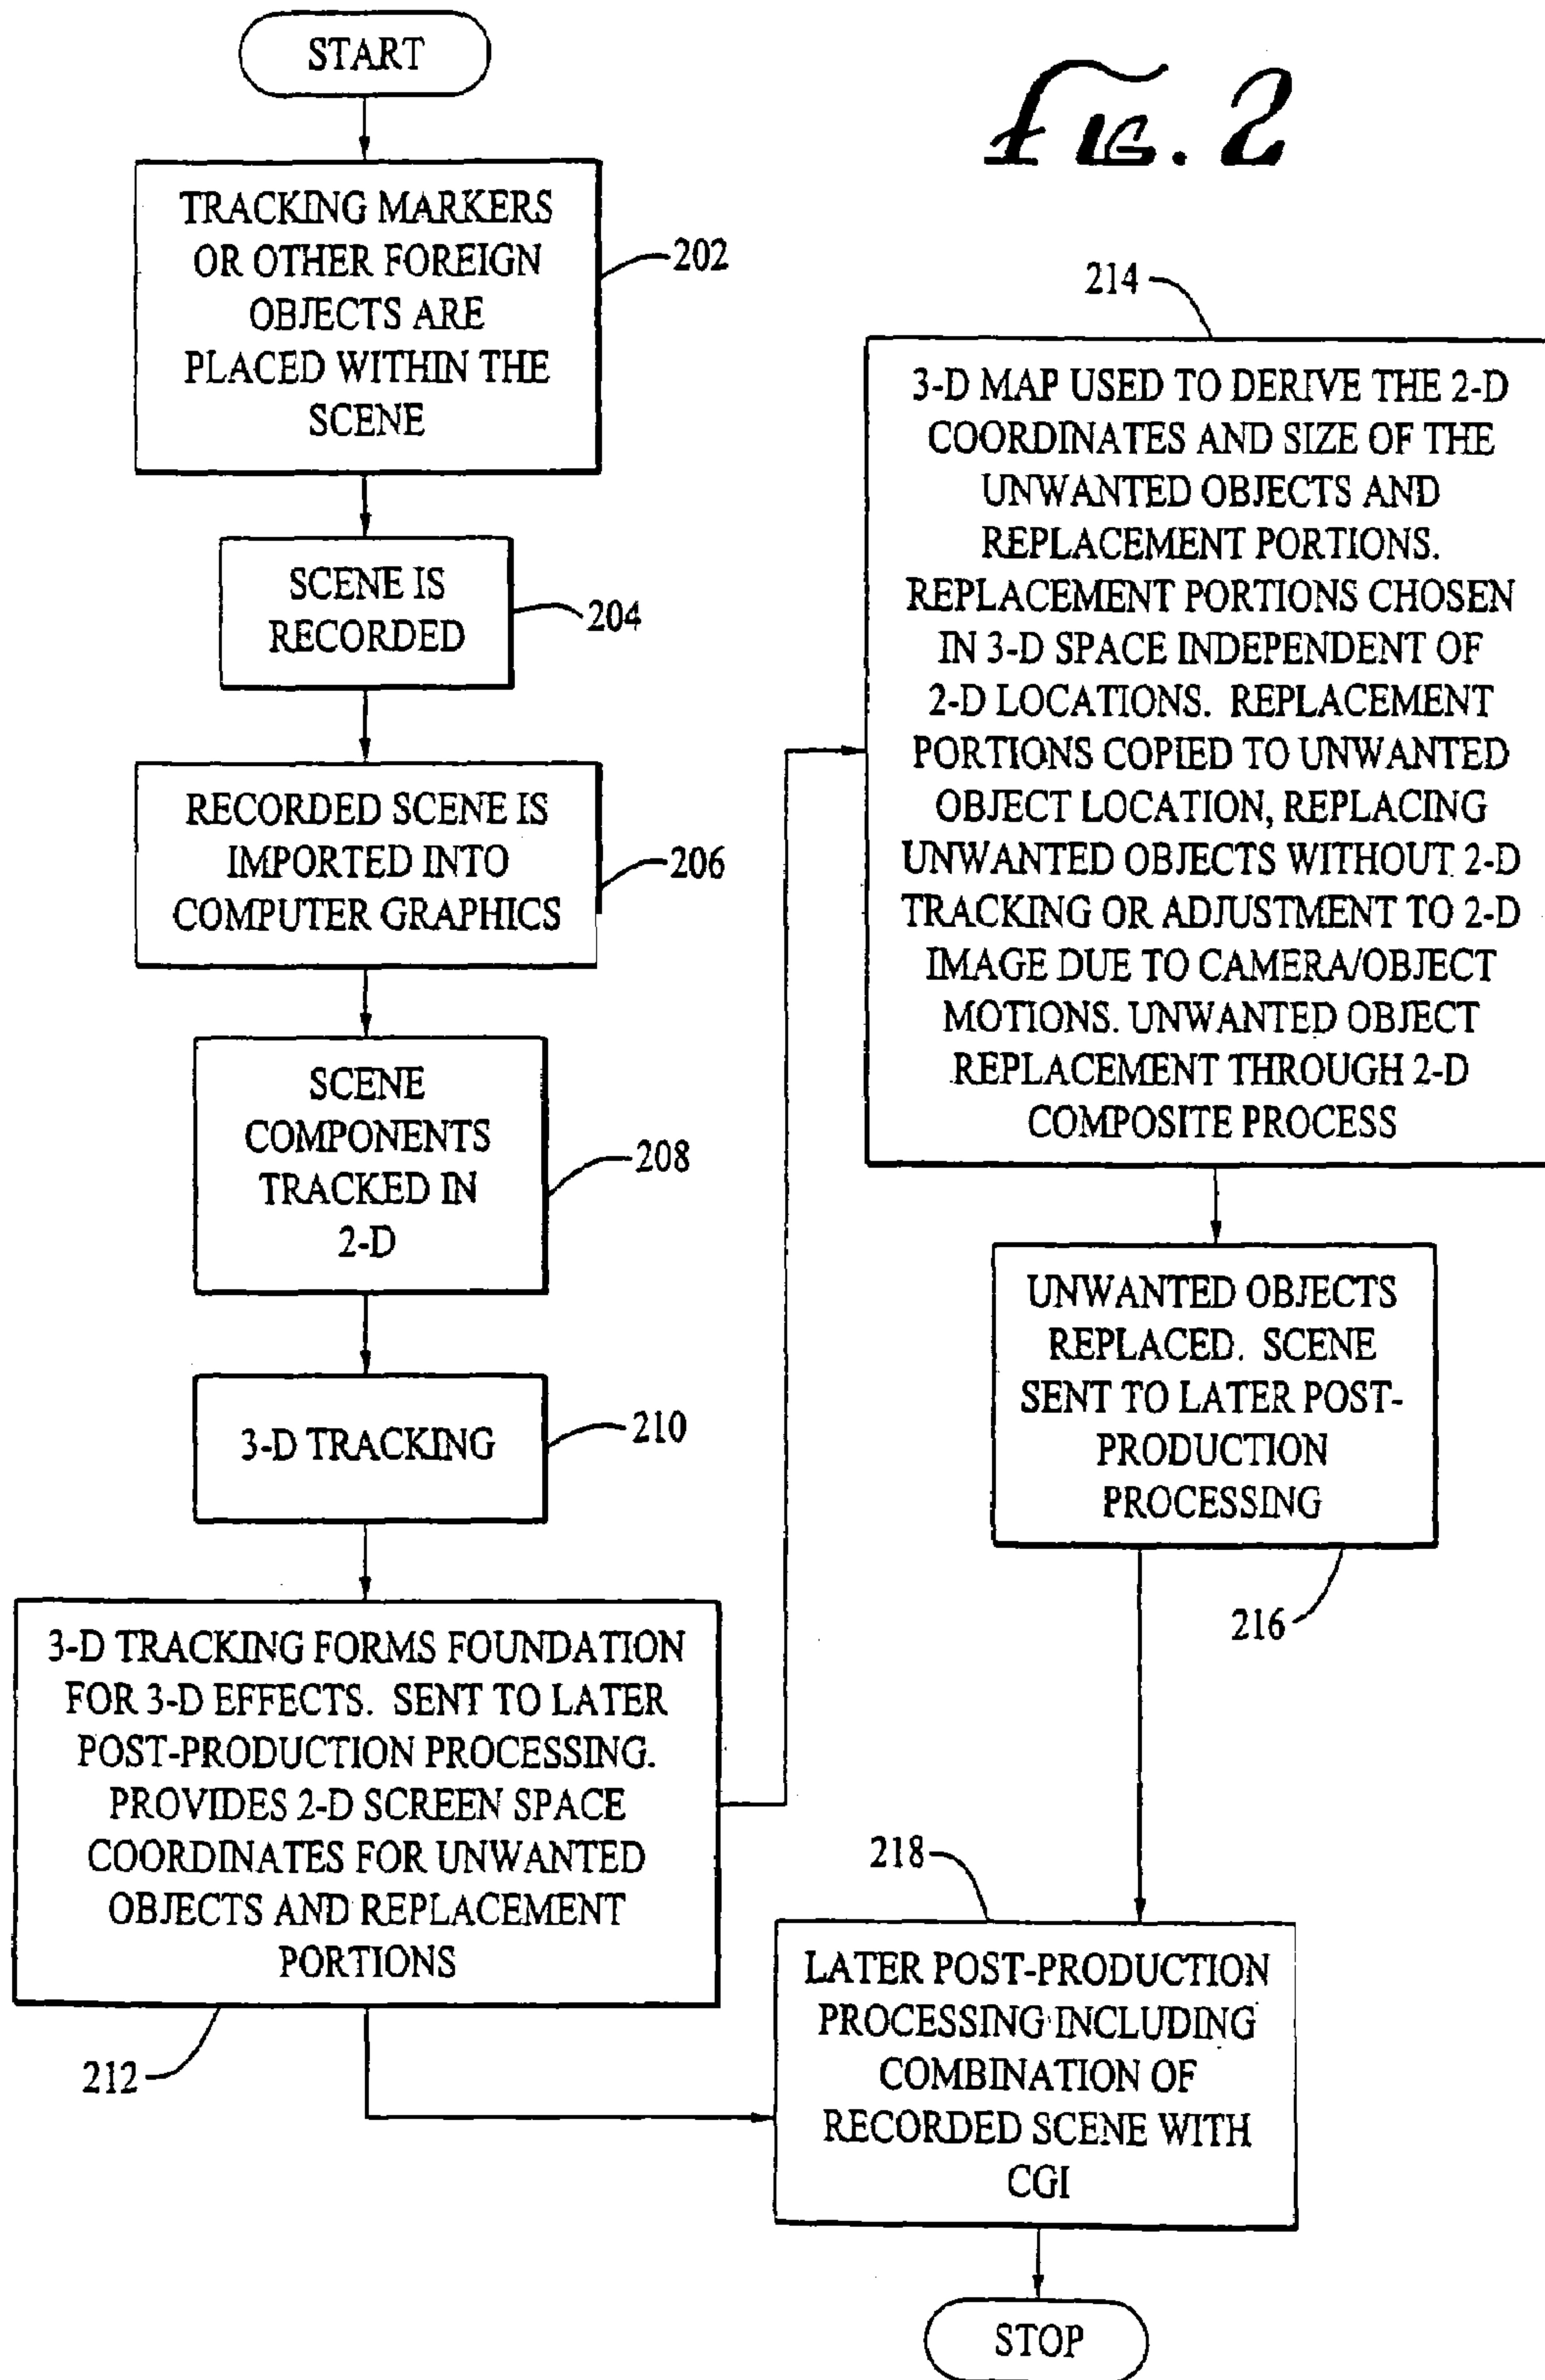 START
FIG. 2
TRACKING MARKERS
OR OTHER FOREIGN
OBJECTS ARE
PLACED WITHIN THE
SCENE
202
SCENE IS
RECORDED
204
RECORDED SCENE IS
IMPORTED INTO
COMPUTER GRAPHICS
206
SCENE
COMPONENTS
TRACKED IN
2-D
208
3-D TRACKING
210
3-D TRACKING FORMS FOUNDATION
FOR 3-D EFFECTS. SENT TO LATER
POST-PRODUCTION PROCESSING.
PROVIDES 2-D SCREEN SPACE
COORDINATES FOR UNWANTED
OBJECTS AND REPLACEMENT
PORTIONS
212
214
3-D MAP USED TO DERIVE THE 2-D
COORDINATES AND SIZE OF THE
UNWANTED OBJECTS AND
REPLACEMENT PORTIONS.
REPLACEMENT PORTIONS CHOSEN
IN 3-D SPACE INDEPENDENT OF
2-D LOCATIONS. REPLACEMENT
PORTIONS COPIED TO UNWANTED
OBJECT LOCATION, REPLACING
UNWANTED OBJECTS WITHOUT 2-D
TRACKING OR ADJUSTMENT TO 2-D
IMAGE DUE TO CAMERA/OBJECT
MOTIONS. UNWANTED OBJECT
REPLACEMENT THROUGH 2-D
COMPOSITE PROCESS
UNWANTED OBJECTS
REPLACED. SCENE
SENT TO LATER POST-
PRODUCTION
PROCESSING
216
218
LATER POST-PRODUCTION
PROCESSING INCLUDING
COMBINATION OF
RECORDED SCENE WITH
CGI
STOP